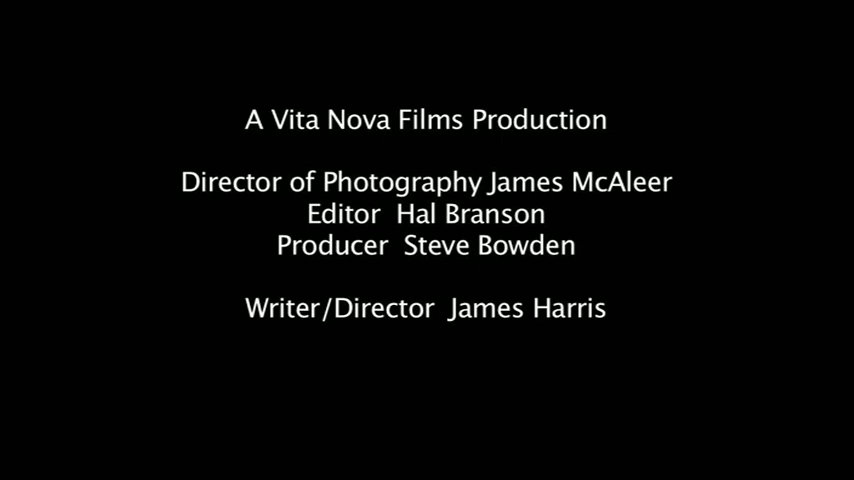 A Vita Nova Films Production
Director of Photography James McAleer
Editor Hal Branson
Producer Steve Bowden
Writer/Director James Harris